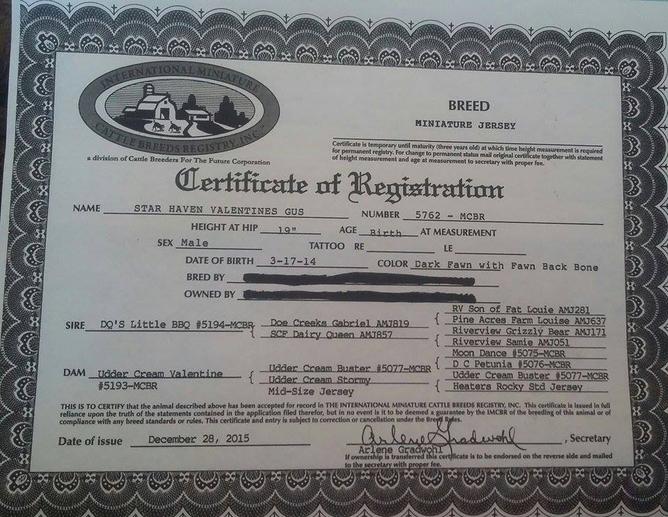 INTERNATIONAL MINIATURE
CATTLE BREEDS REGISTRY, INC.
a division of Cattle Breeders For The Future Corporation
BREED
MINIATURE JERSEY
Certificate is temporary until maturity (three years old) at which time height measurement is required
for permanent registry. For change to permanent status mail original certificate together with statement
of height measurement and age at measurement to secretary with proper fee.
Certificate of Registration
NAME STAR HAVEN VALENTINES GUS NUMBER 5762 - MCBR
HEIGHT AT HIP 19" AGE Birth AT MEASUREMENT
SEX Male TATTOO RE LE
DATE OF BIRTH 3-17-14 COLOR Dark Fawn with Fawn Back Bone
BRED BY
OWNED BY
RV Son of Fat Louie AMJ281
SIRE DQ'S Little BBQ #5194-MCBR { Doe Creeks Gabriel AMJ819 { Pine Acres Farm Louise AMJ637
SCF Dairy Queen AMJ857 { Riverview Grizzly Bear AMJ171
Riverview Samie AMJ051
Moon Dance #5075-MCBR
DAM Udder Cream Valentine { Udder Cream Buster #5077-MCBR { D C Petunia #5076-MCBR
#5193-MCBR Udder Cream Stormy { Udder Cream Buster #5077-MCBR
Mid-Size Jersey Heaters Rocky Std Jersey
THIS IS TO CERTIFY that the animal described above has been accepted for record in THE INTERNATIONAL MINIATURE CATTLE BREEDS REGISTRY, INC. This certificate is issued in full
reliance upon the truth of the statements contained in the application filed therefor, but in no event is it to be deemed a guarantee by the IMCBR of the breeding of this animal or of
compliance with any breed standards or rules. This certificate and entry is subject to correction or cancellation under the Breed Rules.
Date of issue December 28, 2015 Arlene Gradwohl , Secretary
Arlene Gradwohl
If ownership is transferred this certificate is to be endorsed on the reverse side and mailed
to the secretary with proper fee.